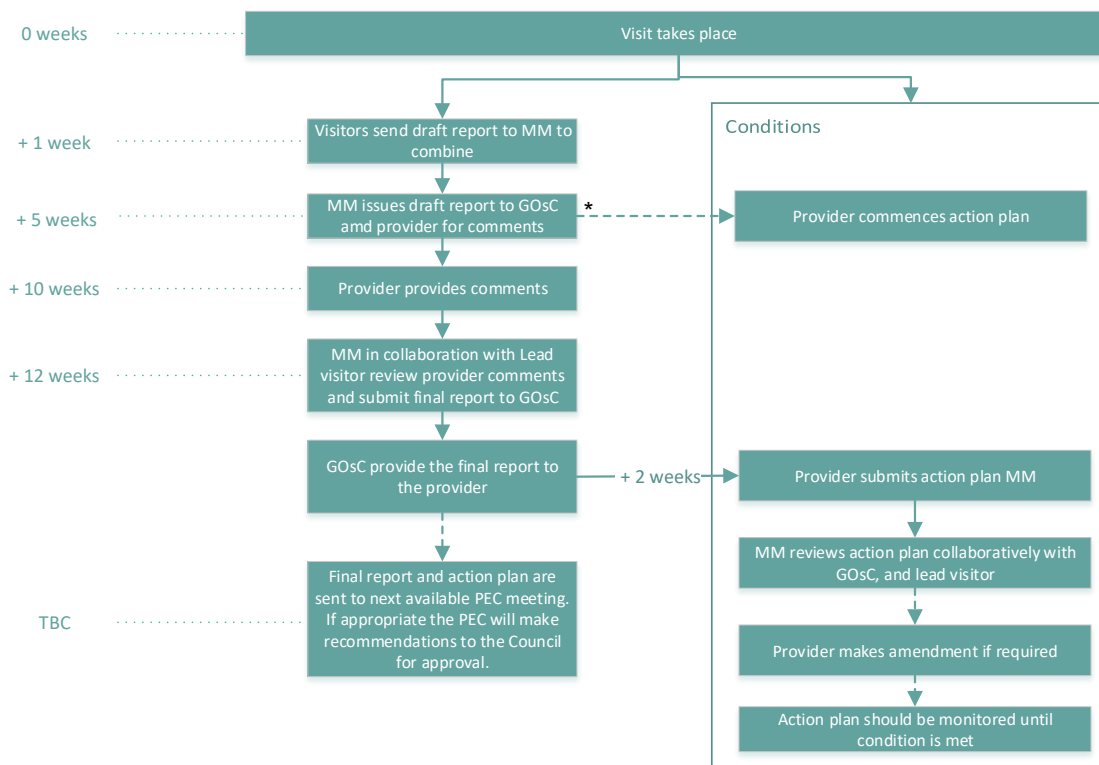 0 weeks
Visit takes place
Conditions
+ 1 week
Visitors send draft report to MM to
combine
+ 5 weeks
MM issues draft report to GOsC
amd provider for comments
*
Provider commences action plan
+ 10 weeks
Provider provides comments
+ 12 weeks
MM in collaboration with Lead
visitor review provider comments
and submit final report to GOsC
GOsC provide the final report to
the provider
+ 2 weeks
Provider submits action plan MM
MM reviews action plan collaboratively with
GOsC, and lead visitor
TBC
Final report and action plan are
sent to next available PEC meeting.
If appropriate the PEC will make
recommendations to the Council
for approval.
Provider makes amendment if required
Action plan should be monitored until
condition is met